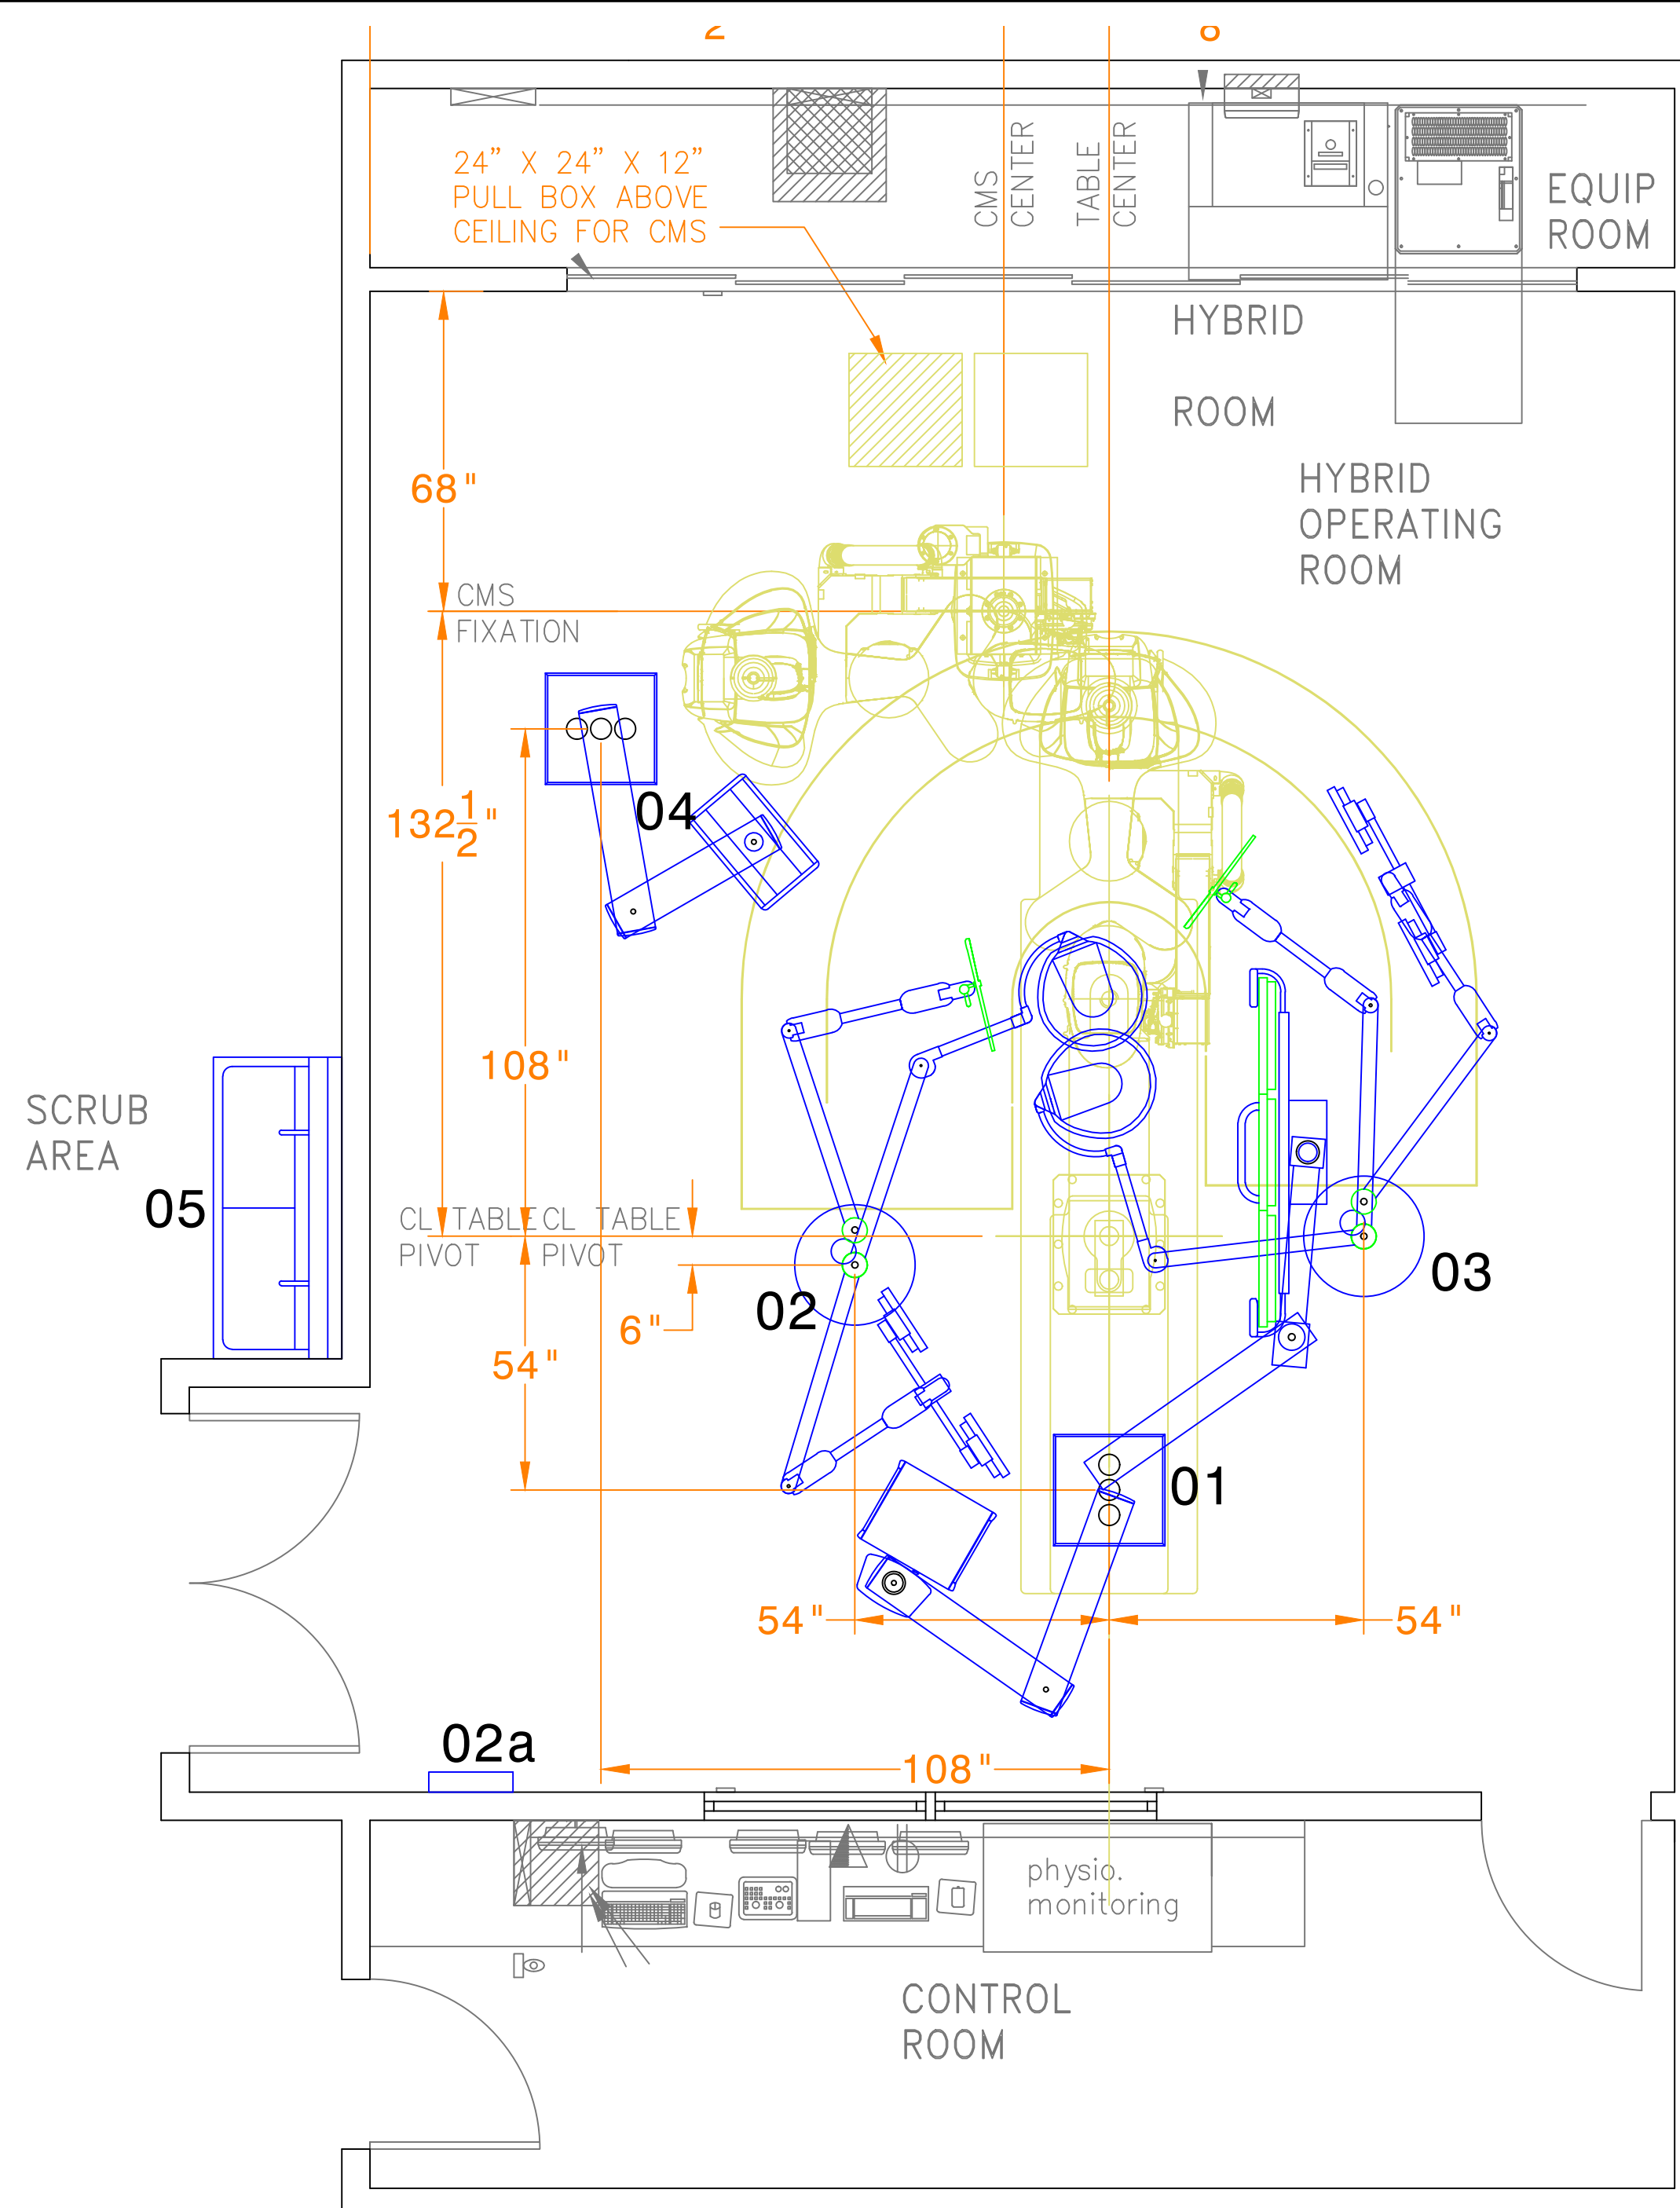 24” X 24” X 12”
PULL BOX ABOVE
CEILING FOR CMS
CMS
CENTER
TABLE
CENTER
EQUIP
ROOM
HYBRID
ROOM
HYBRID
OPERATING
ROOM
68"
CMS
FIXATION
04
132 1/2"
108"
SCRUB
AREA
05
CL TABLE
PIVOT
CL TABLE
PIVOT
02
6"
03
54"
01
54"
54"
02a
108"
physio.
monitoring
CONTROL
ROOM